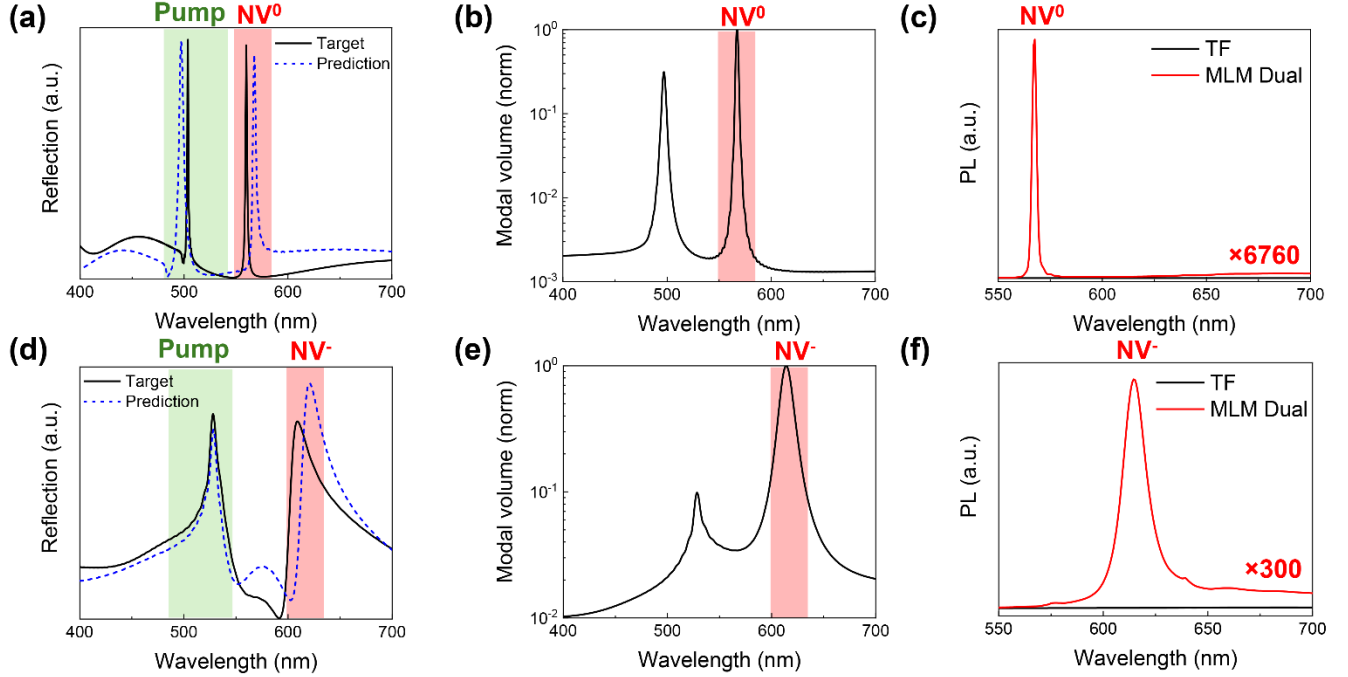 (a)
Pump
NV⁰
Target
Prediction
Reflection (a.u.)
400
500
600
700
Wavelength (nm)
(b)
NV⁰
Modal volume (norm)
10⁰
10⁻¹
10⁻²
10⁻³
400
500
600
700
Wavelength (nm)
(c)
NV⁰
TF
MLM Dual
PL (a.u.)
×6760
550
600
650
700
Wavelength (nm)
(d)
Pump
NV⁻
Target
Prediction
Reflection (a.u.)
400
500
600
700
Wavelength (nm)
(e)
NV⁻
Modal volume (norm)
10⁰
10⁻¹
10⁻²
400
500
600
700
Wavelength (nm)
(f)
NV⁻
TF
MLM Dual
PL (a.u.)
×300
550
600
650
700
Wavelength (nm)